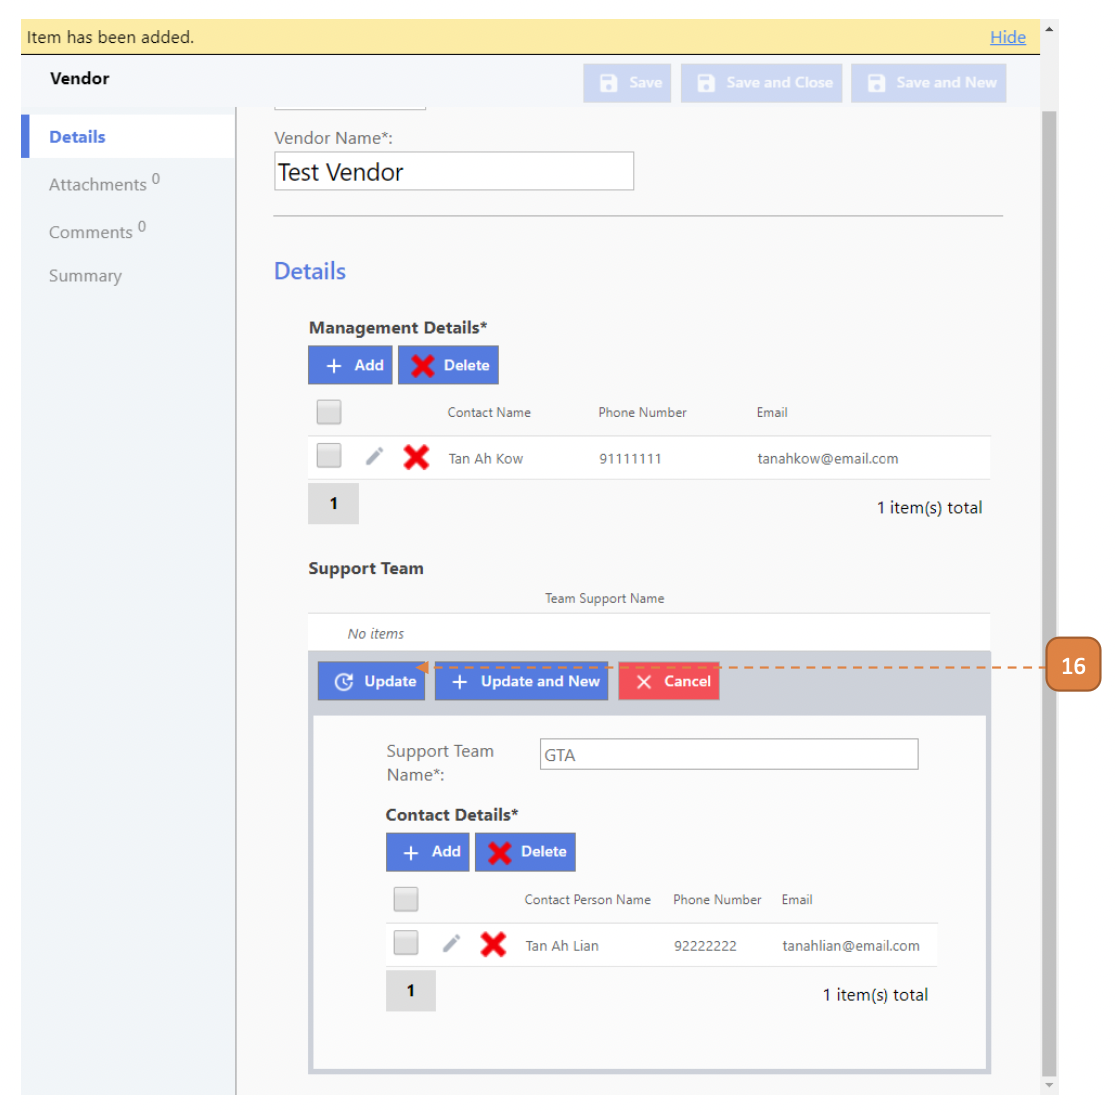 Item has been added. Hide
Vendor Save Save and Close Save and New
Details
Attachments 0
Comments 0
Summary
Vendor Name*:
Test Vendor
Details
Management Details*
+ Add Delete
Contact Name Phone Number Email
Tan Ah Kow 91111111 tanahkow@email.com
1 1 item(s) total
Support Team
Team Support Name
No items
16
Update + Update and New Cancel
Support Team
Name*:
GTA
Contact Details*
+ Add Delete
Contact Person Name Phone Number Email
Tan Ah Lian 92222222 tanahlian@email.com
1 1 item(s) total